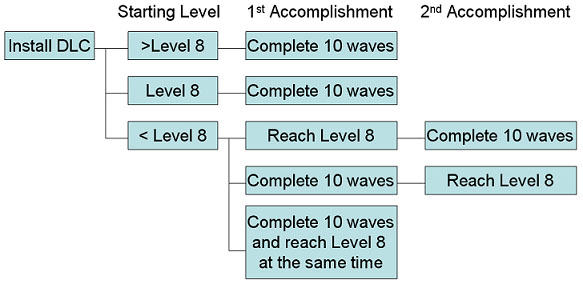 Starting Level 1st Accomplishment 2nd Accomplishment
Install DLC >Level 8 Complete 10 waves
Level 8 Complete 10 waves
< Level 8 Reach Level 8 Complete 10 waves
Complete 10 waves Reach Level 8
Complete 10 waves
and reach Level 8
at the same time